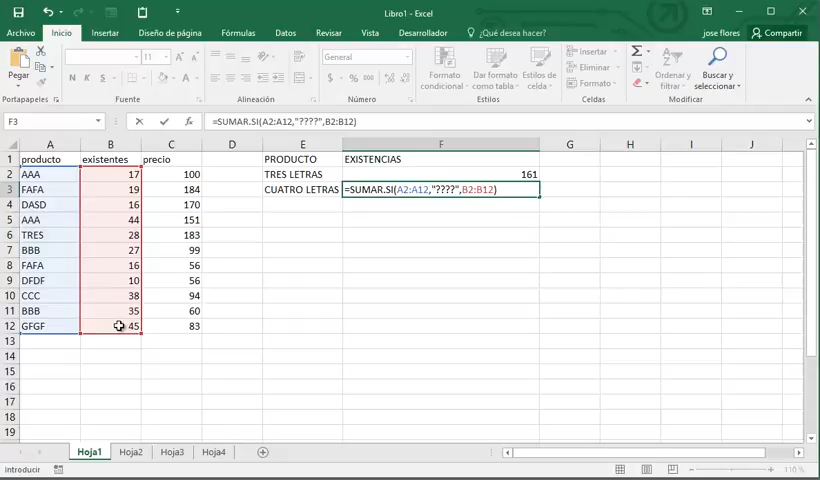 Libro1 - Excel
Archivo Inicio Insertar Diseño de página Fórmulas Datos Revisar Vista Desarrollador ¿Qué desea hacer? jose flores Compartir
Pegar
N K S
11
General
$ % 000
Formato condicional
Dar formato como tabla
Estilos de celda
Insertar
Eliminar
Formato
Ordenar y filtrar
Buscar y seleccionar
Portapapeles Fuente Alineación Número Estilos Celdas Modificar
F3 =SUMAR.SI(A2:A12,"????",B2:B12)
A B C D E F G H I J
1 producto existentes precio PRODUCTO EXISTENCIAS
2 AAA 17 100 TRES LETRAS 161
3 FAFA 19 184 CUATRO LETRAS =SUMAR.SI(A2:A12,"????",B2:B12)
4 DASD 16 170
5 AAA 44 151
6 TRES 28 183
7 BBB 27 99
8 FAFA 16 56
9 DFDF 10 56
10 CCC 38 94
11 BBB 35 60
12 GFGF 45 83
13
14
15
16
17
18
19
Hoja1 Hoja2 Hoja3 Hoja4
Introducir 110 %